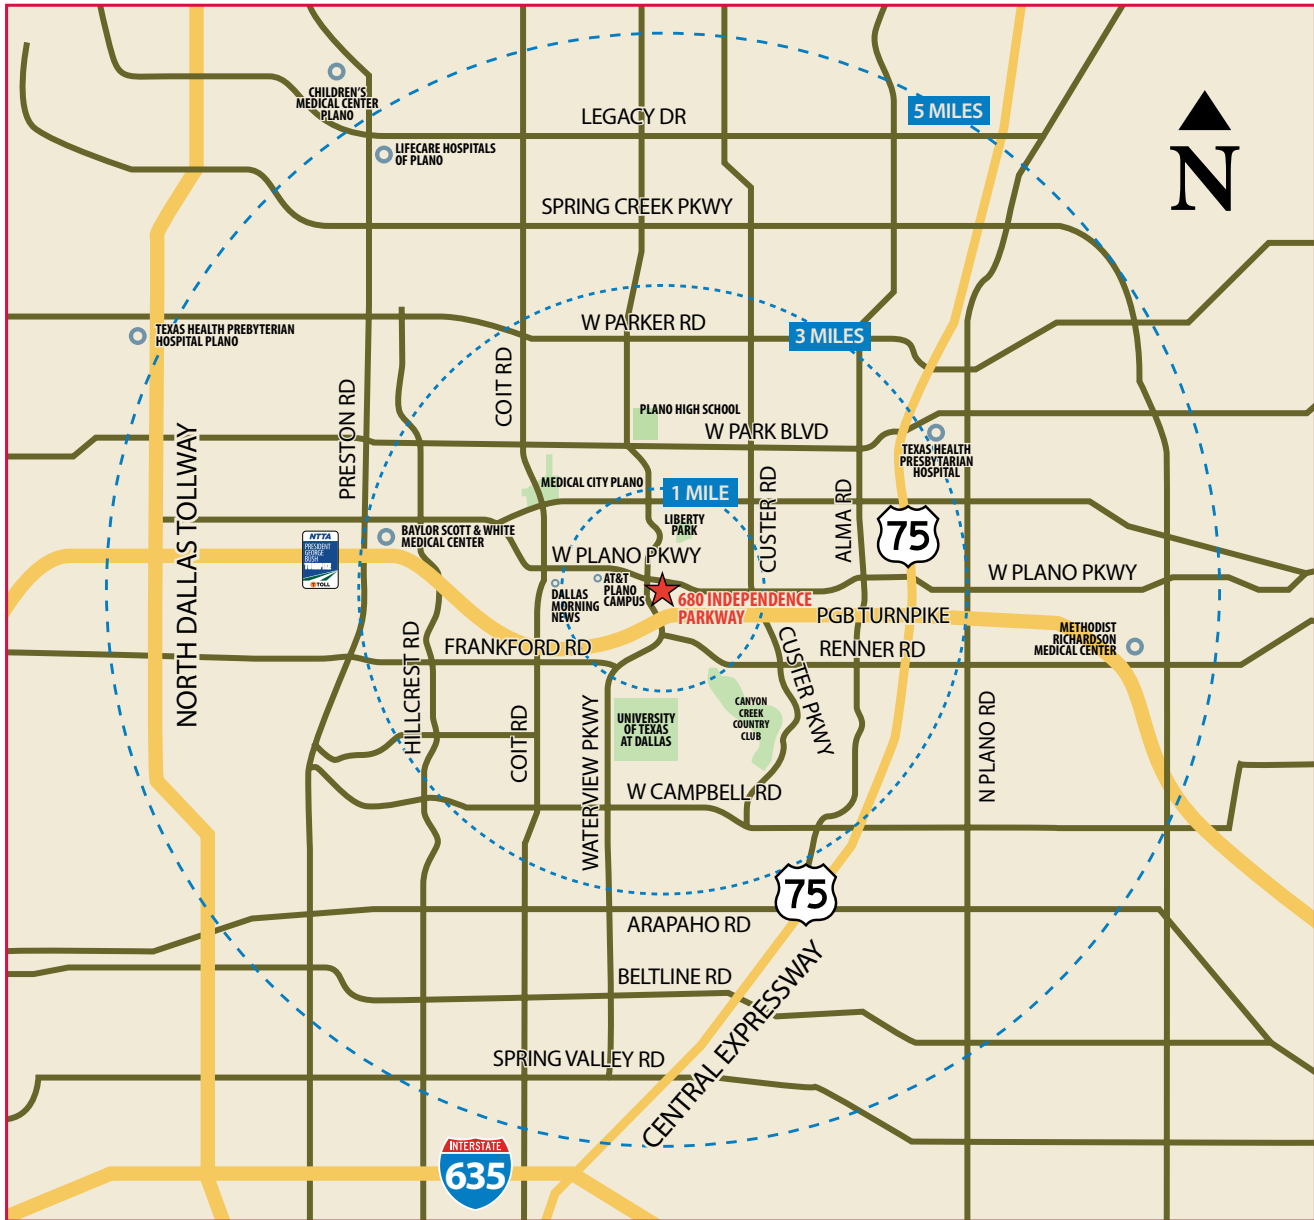 5 MILES
CHILDREN'S
MEDICAL CENTER
PLANO
LEGACY DR
N
LIFECARE HOSPITALS
OF PLANO
SPRING CREEK PKWY
W PARKER RD
3 MILES
TEXAS HEALTH PREBYTERIAN
HOSPITAL PLANO
COIT RD
PRESTON RD
PLANO HIGH SCHOOL
W PARK BLVD
TEXAS HEALTH
PRESBYTARIAN
HOSPITAL
NORTH DALLAS TOLLWAY
MEDICAL CITY PLANO
1 MILE
CUSTER RD
ALMA RD
LIBERTY
PARK
BAYLOR SCOTT & WHITE
MEDICAL CENTER
75
NTTA
PRESIDENT
GEORGE
BUSH
TURNPIKE
TOLL
W PLANO PKWY
W PLANO PKWY
AT&T
PLANO
CAMPUS
DALLAS
MORNING
NEWS
680 INDEPENDENCE
PARKWAY
PGB TURNPIKE
METHODIST
RICHARDSON
MEDICAL CENTER
FRANKFORD RD
RENNER RD
HILLCREST RD
CUSTER PKWY
COIT RD
WATERVIEW PKWY
UNIVERSITY
OF TEXAS
AT DALLAS
CANYON
CREEK
COUNTRY
CLUB
N PLANO RD
W CAMPBELL RD
75
ARAPAHO RD
BELTLINE RD
CENTRAL EXPRESSWAY
SPRING VALLEY RD
INTERSTATE
635